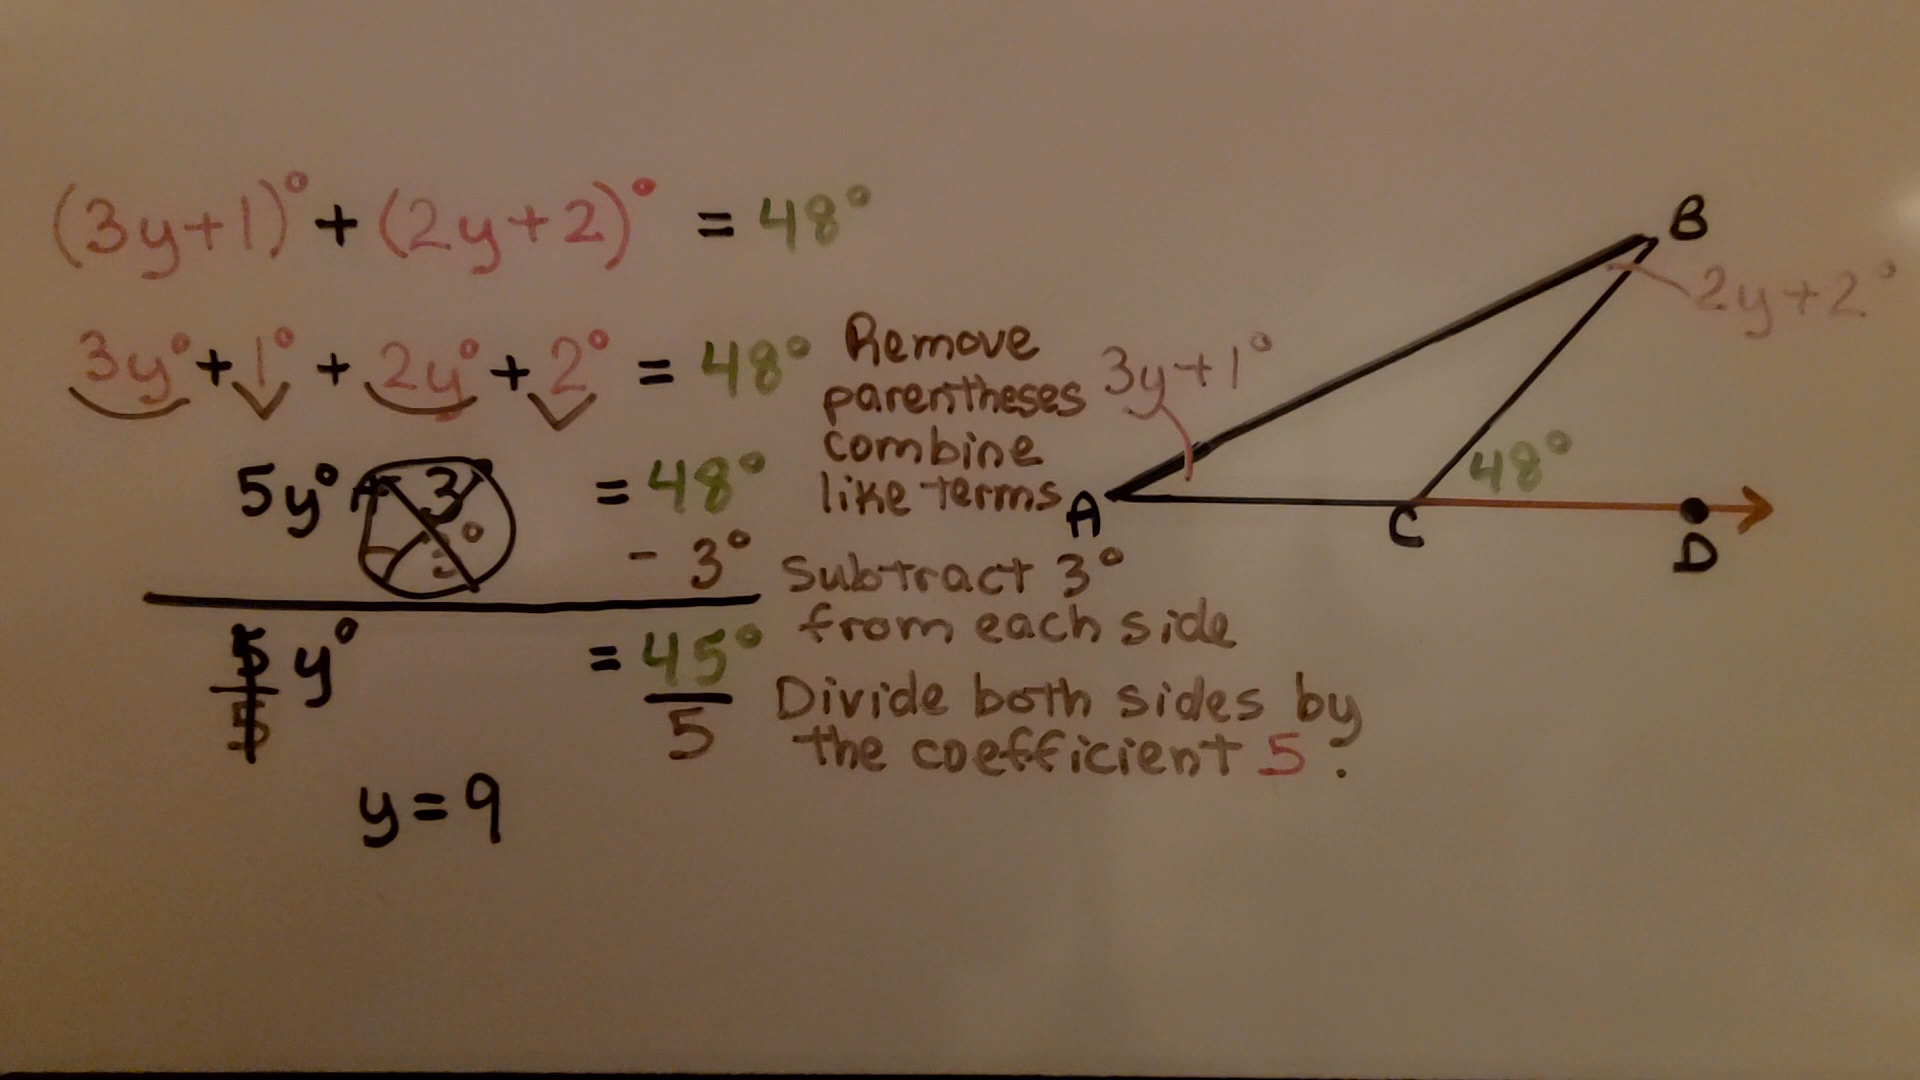 (3y+1)° + (2y+2)° = 48°
3y° + 1° + 2y° + 2° = 48°
Remove
parentheses
combine
like terms
5y° + 3 = 48°
- 3°
Subtract 3°
from each side
5/5 y° = 45°/5
Divide both sides by
the coefficient 5.
y = 9
B
2y+2°
3y+1°
48°
A
C
D